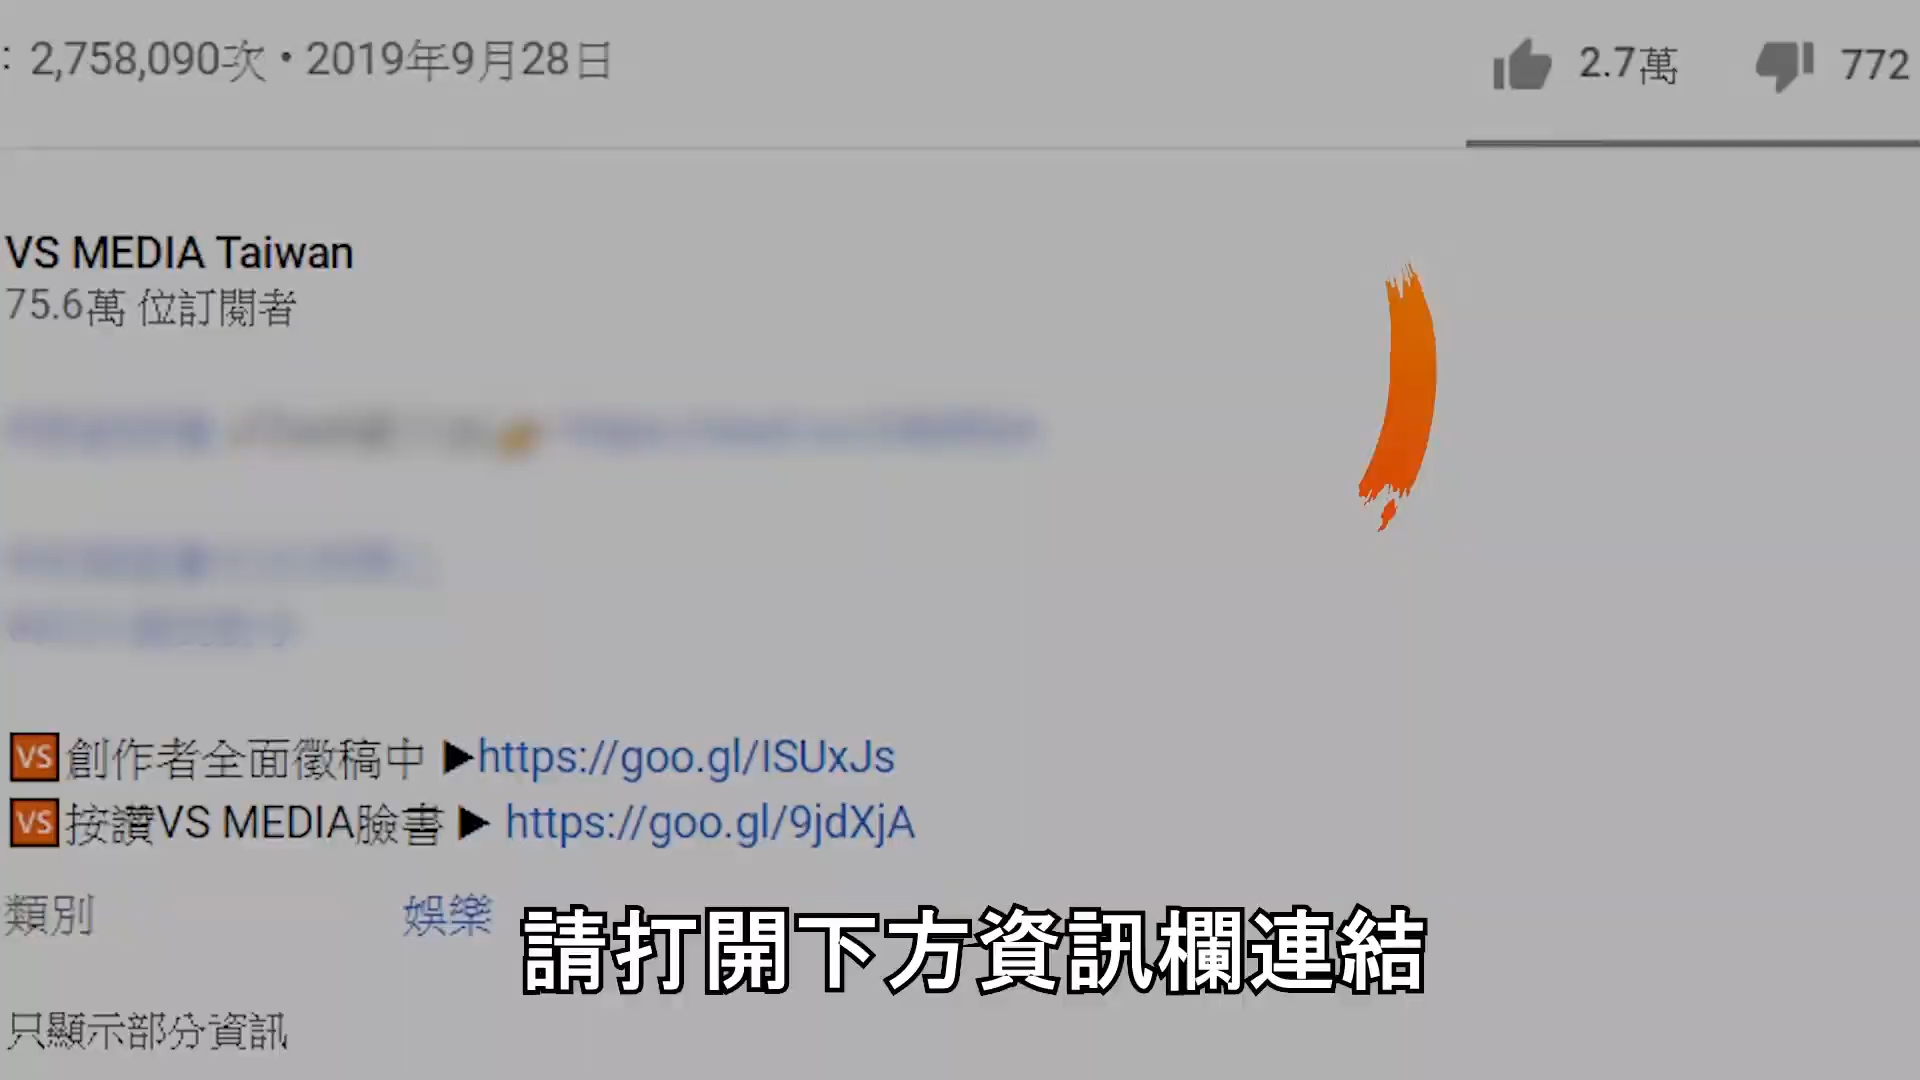 ：2,758,090次 • 2019年9月28日
2.7萬
772
VS MEDIA Taiwan
75.6萬 位訂閱者
VS 創作者全面徵稿中 ▶https://goo.gl/ISUxJs
VS 按讚VS MEDIA臉書 ▶ https://goo.gl/9jdXjA
類別 娛樂
請打開下方資訊欄連結
只顯示部分資訊